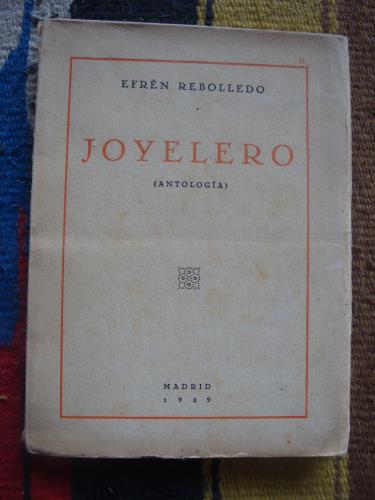 EFRÉN REBOLLEDO
JOYELERO
(ANTOLOGÍA)
MADRID
1929